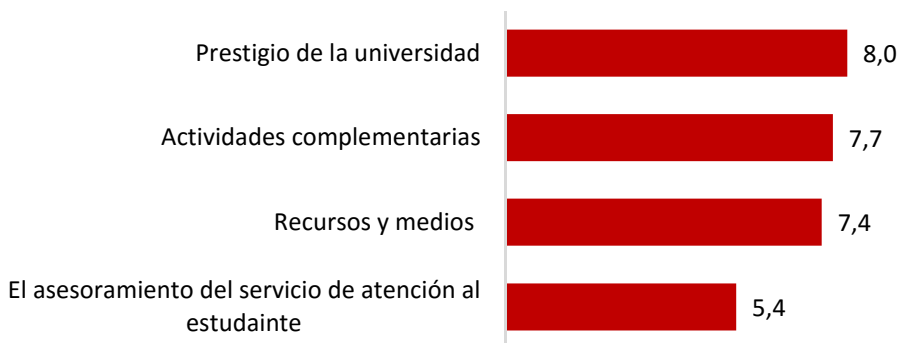 Prestigio de la universidad
8,0
Actividades complementarias
7,7
Recursos y medios
7,4
El asesoramiento del servicio de atención al
estudainte
5,4